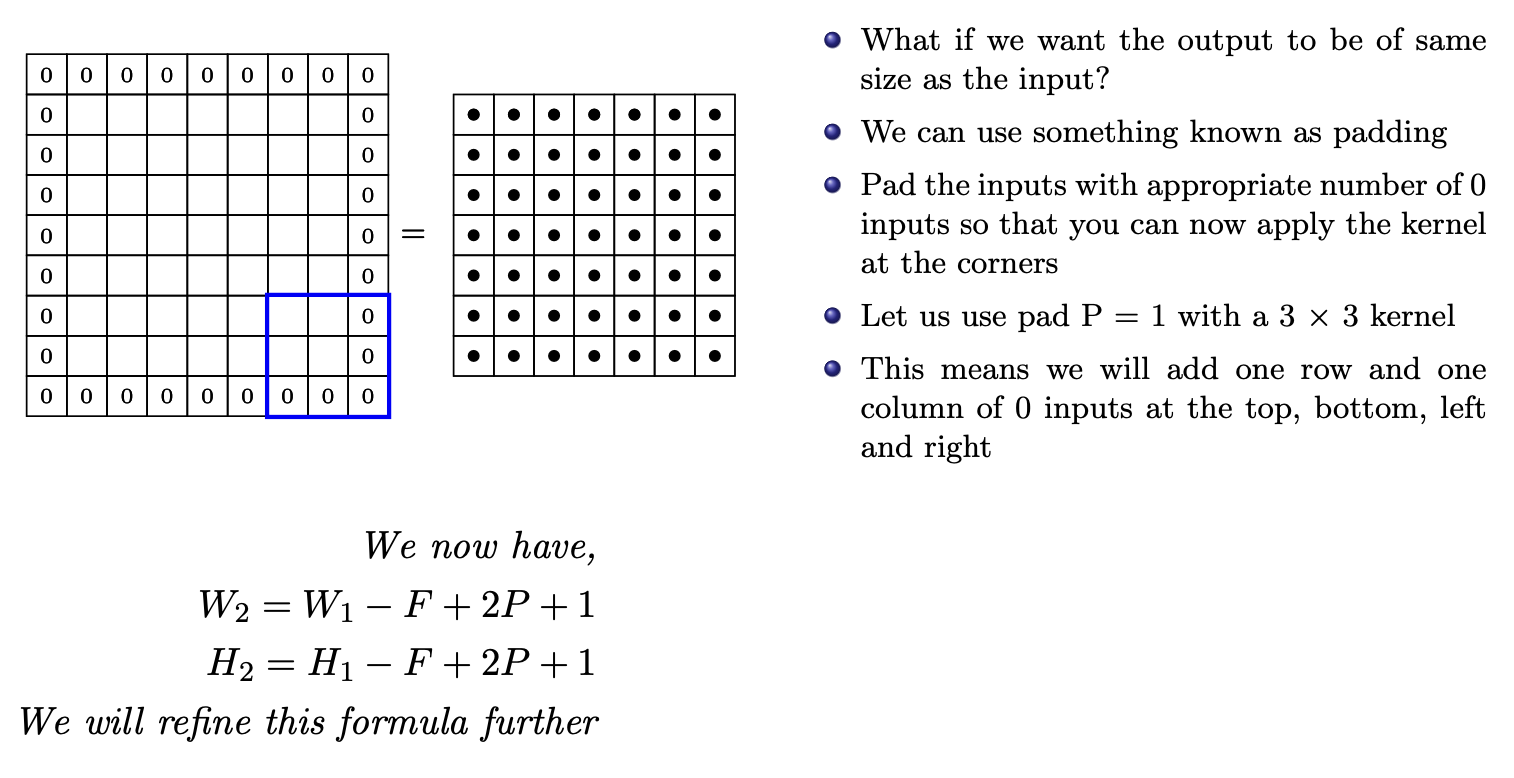 0 0 0 0 0 0 0 0 0
0 0
0 0
0 0
0 0
0 0
0 0
0 0
0 0 0 0 0 0 0 0 0
=
We now have,
W₂ = W₁ − F + 2P + 1
H₂ = H₁ − F + 2P + 1
We will refine this formula further
What if we want the output to be of same
size as the input?
We can use something known as padding
Pad the inputs with appropriate number of 0
inputs so that you can now apply the kernel
at the corners
Let us use pad P = 1 with a 3 × 3 kernel
This means we will add one row and one
column of 0 inputs at the top, bottom, left
and right